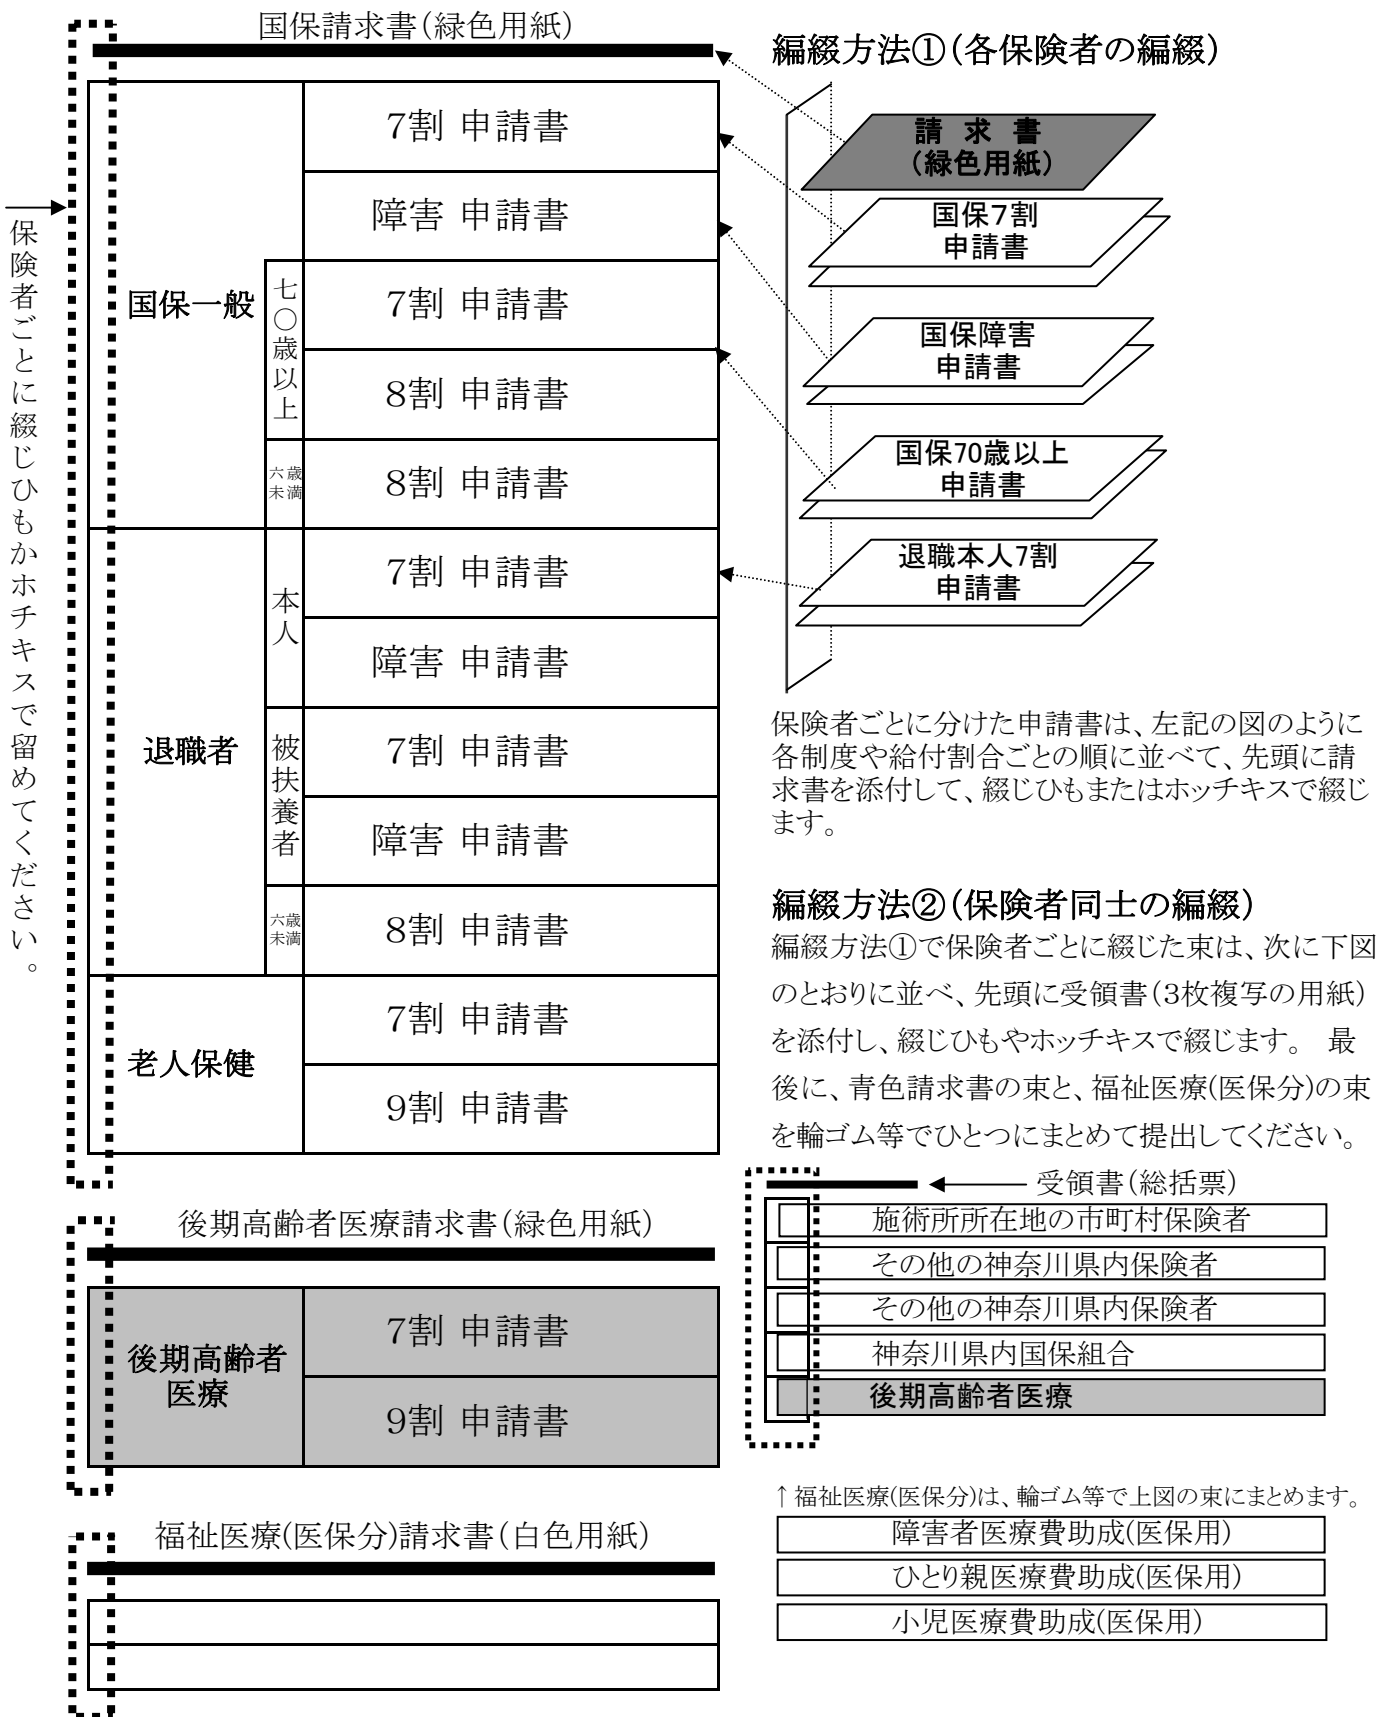 国保請求書(緑色用紙)
保険者ごとに綴じひもかホチキスで留めてください。
国保一般
7割 申請書
障害 申請書
七〇歳以上
7割 申請書
8割 申請書
六歳
未満
8割 申請書
退職者
本人
7割 申請書
障害 申請書
被扶養者
7割 申請書
障害 申請書
六歳
未満
8割 申請書
老人保健
7割 申請書
9割 申請書
後期高齢者医療請求書(緑色用紙)
後期高齢者
医療
7割 申請書
9割 申請書
福祉医療(医保分)請求書(白色用紙)
編綴方法①(各保険者の編綴)
請 求 書
(緑色用紙)
国保7割
申請書
国保障害
申請書
国保70歳以上
申請書
退職本人7割
申請書
保険者ごとに分けた申請書は、左記の図のように
各制度や給付割合ごとの順に並べて、先頭に請
求書を添付して、綴じひもまたはホッチキスで綴じ
ます。
編綴方法②(保険者同士の編綴)
編綴方法①で保険者ごとに綴じた束は、次に下図
のとおりに並べ、先頭に受領書(3枚複写の用紙)
を添付し、綴じひもやホッチキスで綴じます。 最
後に、青色請求書の束と、福祉医療(医保分)の束
を輪ゴム等でひとつにまとめて提出してください。
受領書(総括票)
施術所所在地の市町村保険者
その他の神奈川県内保険者
その他の神奈川県内保険者
神奈川県内国保組合
後期高齢者医療
↑福祉医療(医保分)は、輪ゴム等で上図の束にまとめます。
障害者医療費助成(医保用)
ひとり親医療費助成(医保用)
小児医療費助成(医保用)